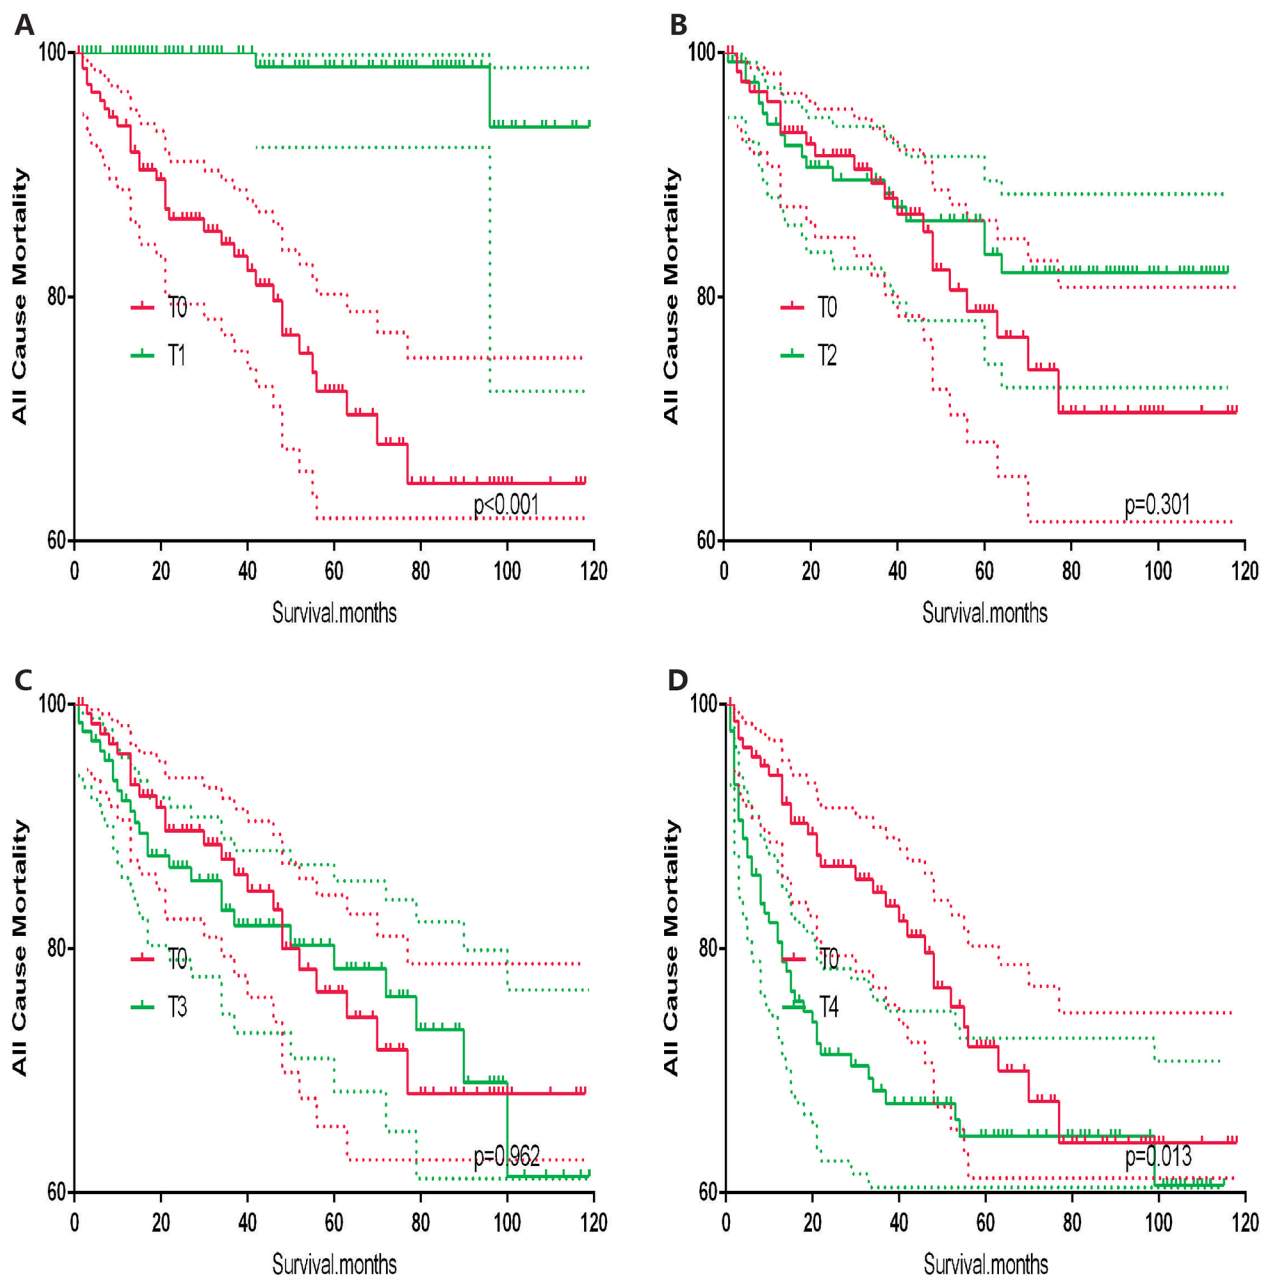 A
100
80
60
All Cause Mortality
T0
T1
p<0.001
0 20 40 60 80 100 120
Survival.months
B
100
80
60
All Cause Mortality
T0
T2
p=0.301
0 20 40 60 80 100 120
Survival.months
C
100
80
60
All Cause Mortality
T0
T3
p=0.962
0 20 40 60 80 100 120
Survival.months
D
100
80
60
All Cause Mortality
T0
T4
p=0.013
0 20 40 60 80 100 120
Survival.months